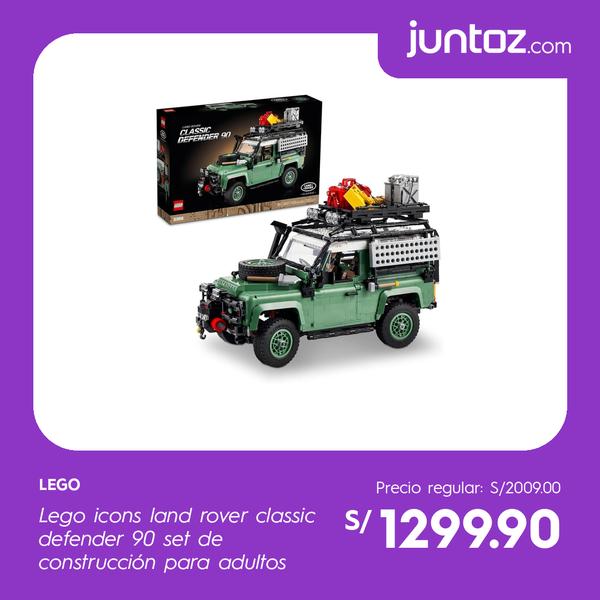 juntoz.com
CLASSIC
DEFENDER 90
LEGO
LEGO
Precio regular: S/2009.00
Lego icons land rover classic
defender 90 set de
construcción para adultos
S/1299.90